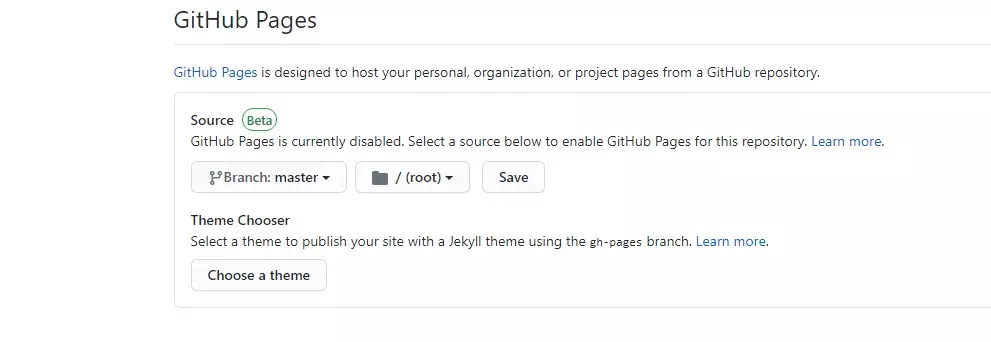 GitHub Pages
GitHub Pages is designed to host your personal, organization, or project pages from a GitHub repository.
Source Beta
GitHub Pages is currently disabled. Select a source below to enable GitHub Pages for this repository. Learn more.
Branch: master / (root) Save
Theme Chooser
Select a theme to publish your site with a Jekyll theme using the gh-pages branch. Learn more.
Choose a theme